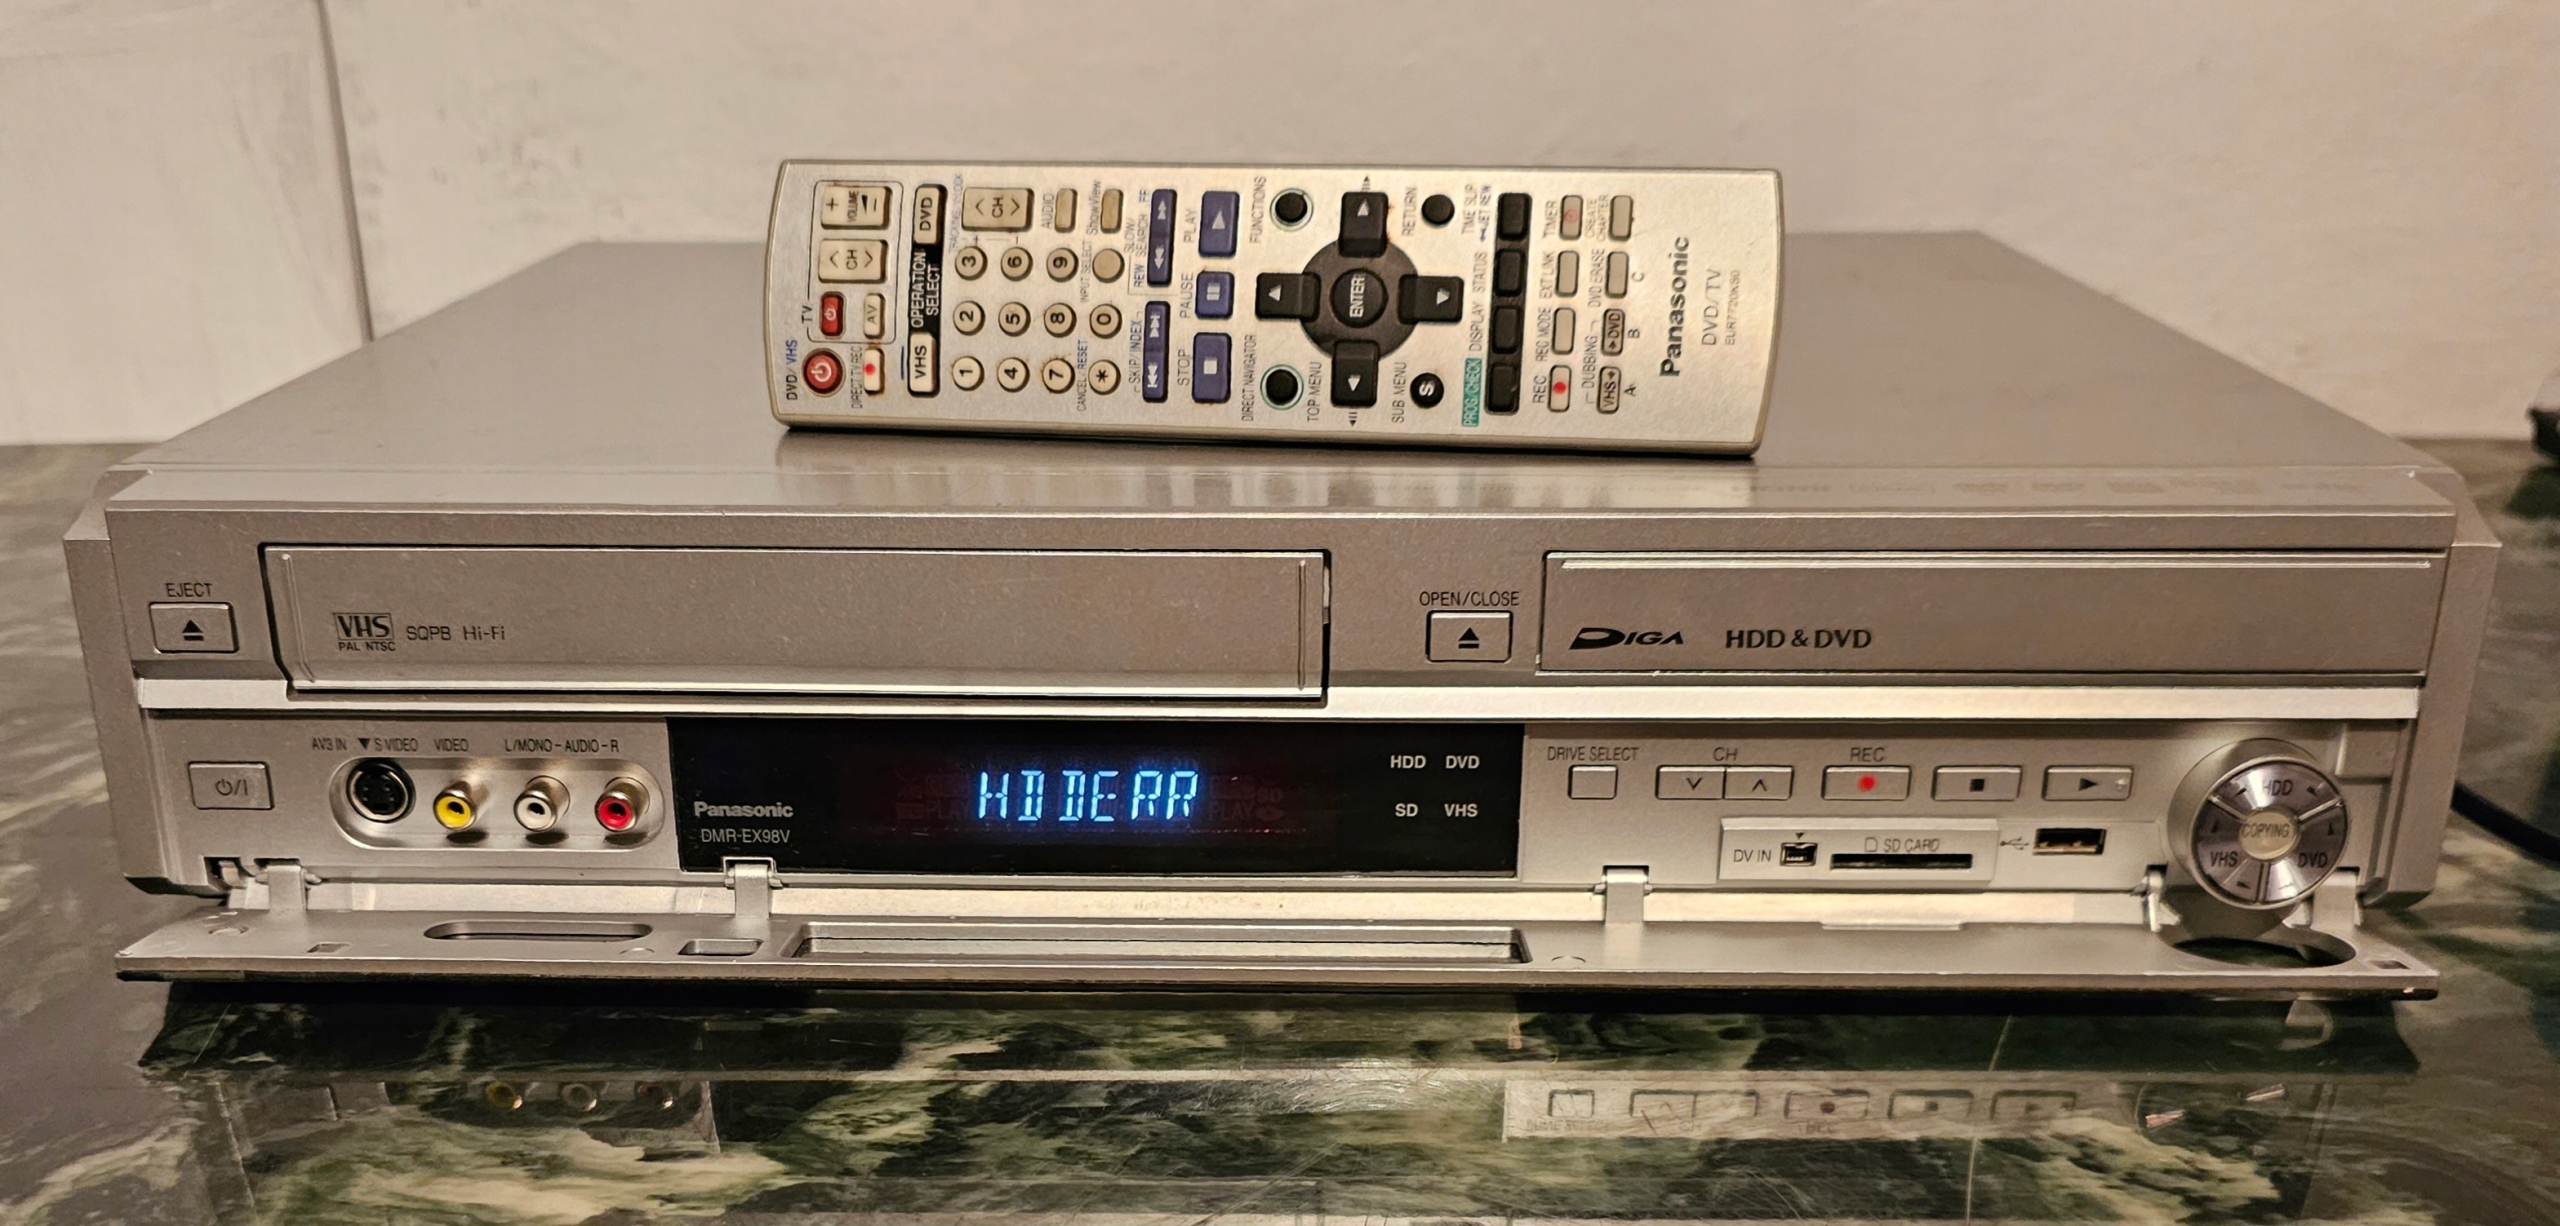 DVD/VHS
TV
VOLUME
CH
AV
DIRECT TV REC
OPERATION SELECT
VHS
DVD
CH
1 2 3
4 5 6
7 8 9
* 0
AUDIO
ShowView
CANCEL/RESET
INPUT SELECT
SKIP/INDEX
REW
SLOW/SEARCH
FF
STOP
PAUSE
PLAY
DIRECT NAVIGATOR
FUNCTIONS
TOP MENU
ENTER
SUB MENU
S
RETURN
PROG/CHECK
DISPLAY
STATUS
TIME SLIP
REC
REC MODE
EXT LINK
TIMER
DUBBING
VHS
DVD
DVD ERASE
CREATE CHAPTER
A
B
C
Panasonic
DVD/TV
EUR7720KS0
EJECT
VHS
PAL NTSC
SQPB Hi-Fi
OPEN/CLOSE
DIGA
HDD & DVD
AV3 IN
S VIDEO
VIDEO
L/MONO - AUDIO - R
Panasonic
DMR-EX98V
HDDERR
HDD DVD
SD VHS
DRIVE SELECT
CH
REC
DV IN
SD CARD
HDD
COPYING
VHS
DVD